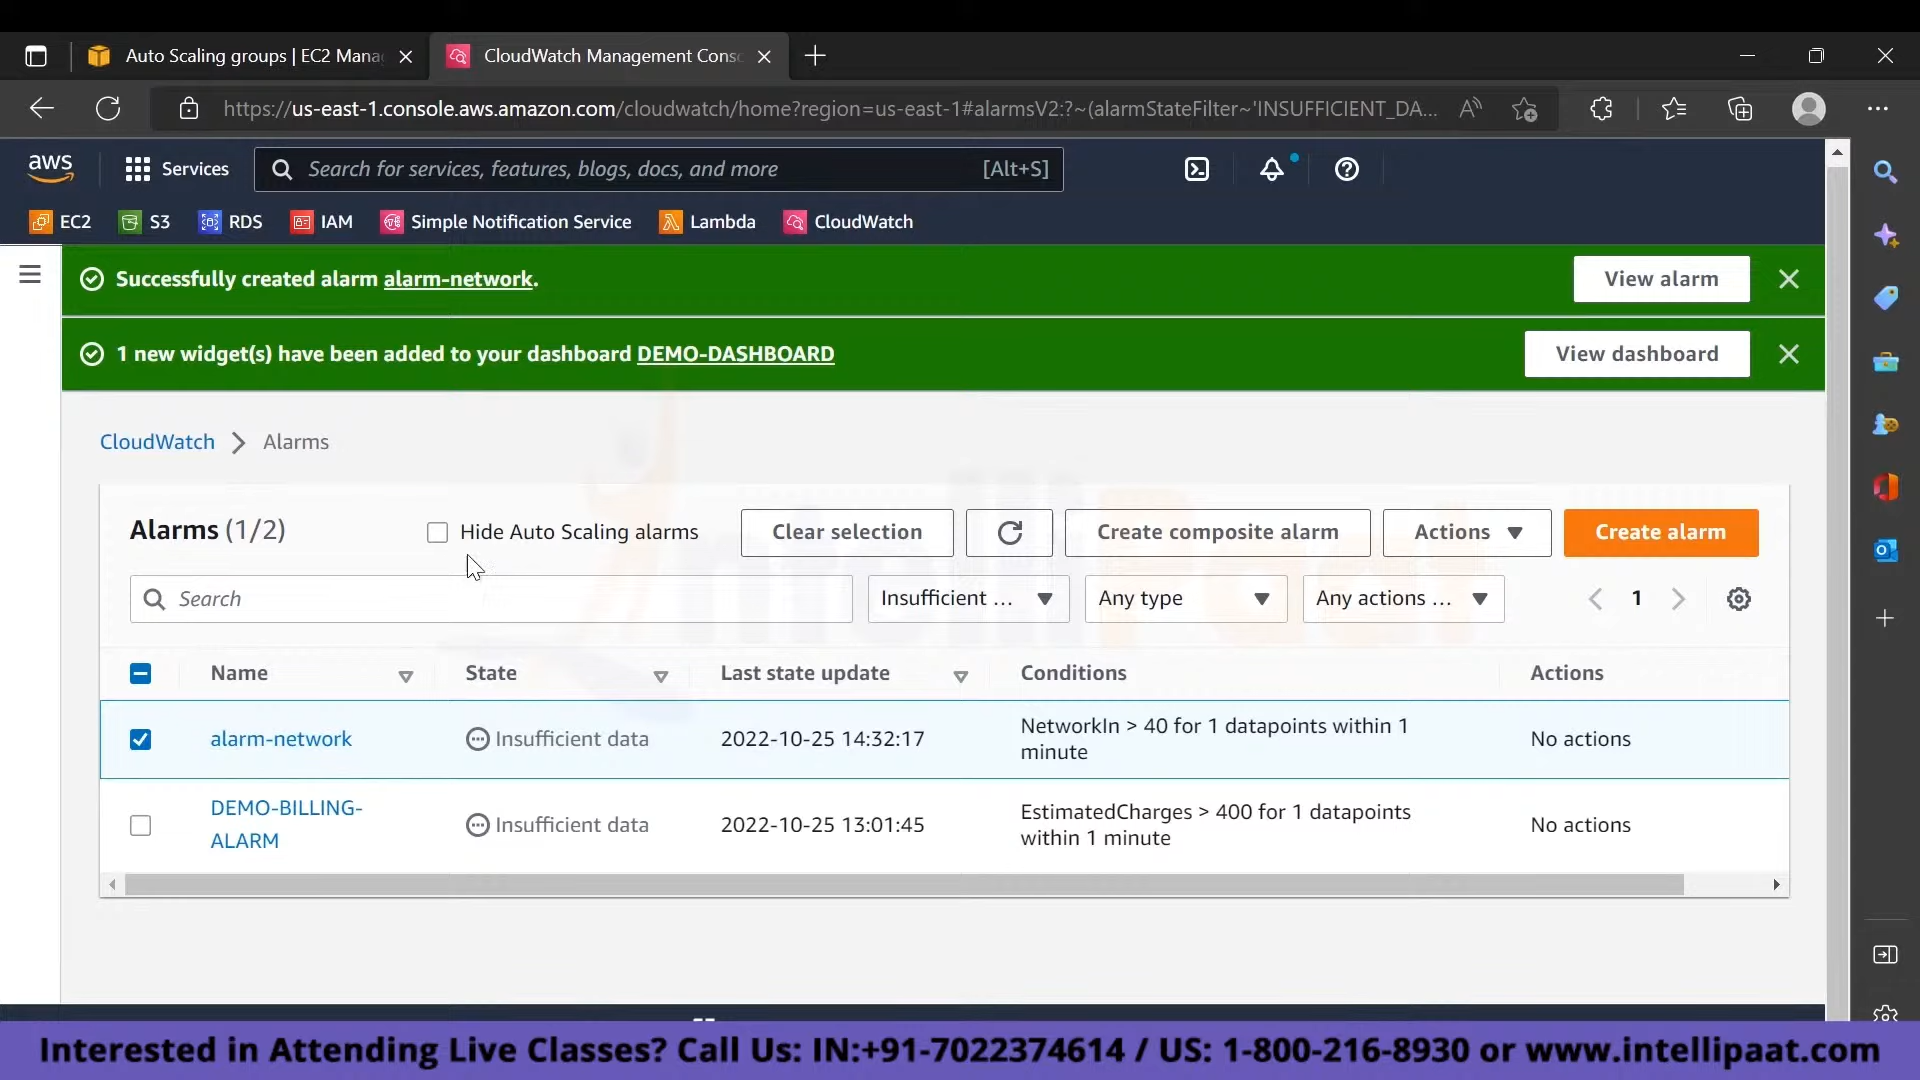 Auto Scaling groups | EC2 Mana
CloudWatch Management Conso
https://us-east-1.console.aws.amazon.com/cloudwatch/home?region=us-east-1#alarmsV2:?~(alarmStateFilter~'INSUFFICIENT_DA...
aws
Services
Search for services, features, blogs, docs, and more
[Alt+S]
EC2
S3
RDS
IAM
Simple Notification Service
Lambda
CloudWatch
Successfully created alarm alarm-network.
View alarm
1 new widget(s) have been added to your dashboard DEMO-DASHBOARD
View dashboard
CloudWatch
Alarms
Alarms (1/2)
Hide Auto Scaling alarms
Clear selection
Create composite alarm
Actions
Create alarm
Search
Insufficient ...
Any type
Any actions ...
1
Name
State
Last state update
Conditions
Actions
alarm-network
Insufficient data
2022-10-25 14:32:17
NetworkIn > 40 for 1 datapoints within 1
minute
No actions
DEMO-BILLING-
ALARM
Insufficient data
2022-10-25 13:01:45
EstimatedCharges > 400 for 1 datapoints
within 1 minute
No actions
Interested in Attending Live Classes? Call Us: IN:+91-7022374614 / US: 1-800-216-8930 or www.intellipaat.com